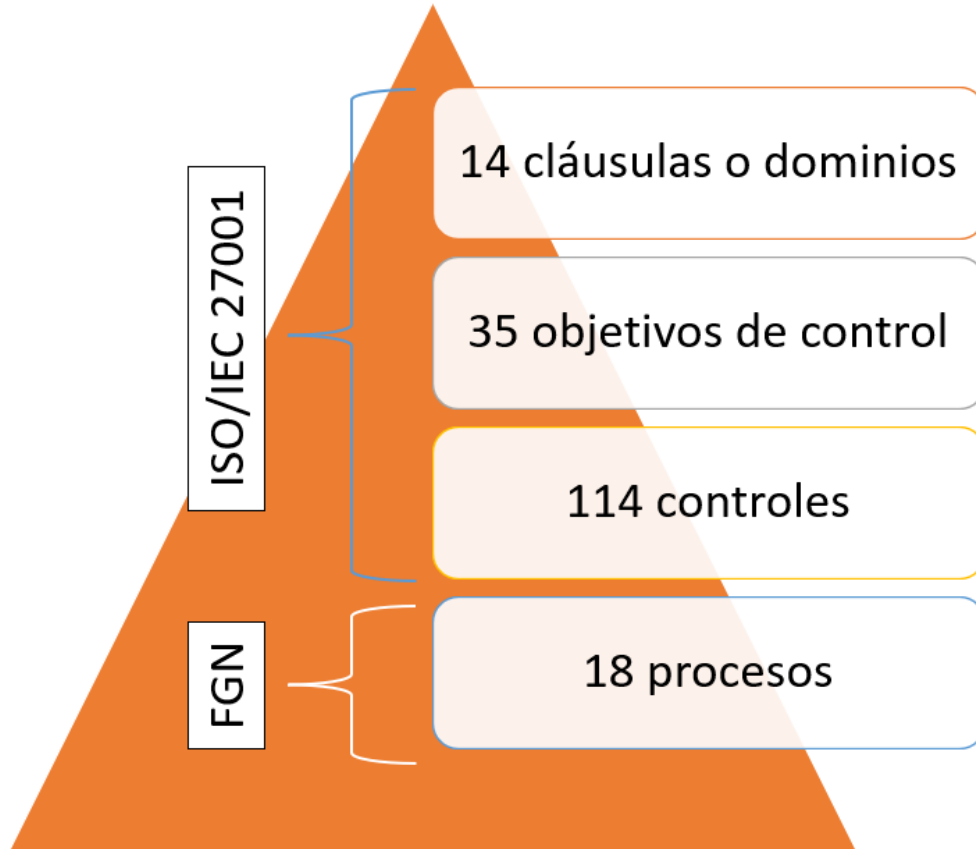 ISO/IEC 27001
14 cláusulas o dominios
35 objetivos de control
114 controles
FGN
18 procesos